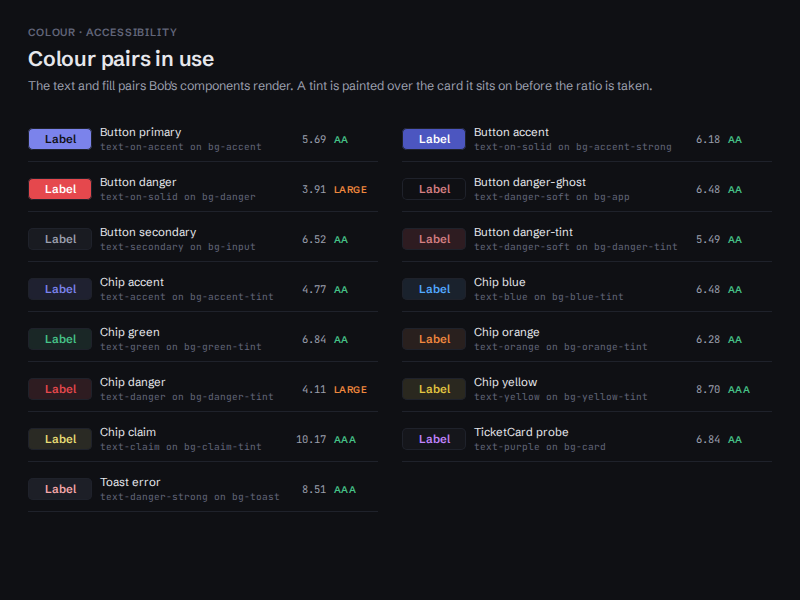 COLOUR · ACCESSIBILITY
Colour pairs in use
The text and fill pairs Bob's components render. A tint is painted over the card it sits on before the ratio is taken.
Label Button primary 5.69 AA
text-on-accent on bg-accent
Label Button accent 6.18 AA
text-on-solid on bg-accent-strong
Label Button danger 3.91 LARGE
text-on-solid on bg-danger
Label Button danger-ghost 6.48 AA
text-danger-soft on bg-app
Label Button secondary 6.52 AA
text-secondary on bg-input
Label Button danger-tint 5.49 AA
text-danger-soft on bg-danger-tint
Label Chip accent 4.77 AA
text-accent on bg-accent-tint
Label Chip blue 6.48 AA
text-blue on bg-blue-tint
Label Chip green 6.84 AA
text-green on bg-green-tint
Label Chip orange 6.28 AA
text-orange on bg-orange-tint
Label Chip danger 4.11 LARGE
text-danger on bg-danger-tint
Label Chip yellow 8.70 AAA
text-yellow on bg-yellow-tint
Label Chip claim 10.17 AAA
text-claim on bg-claim-tint
Label TicketCard probe 6.84 AA
text-purple on bg-card
Label Toast error 8.51 AAA
text-danger-strong on bg-toast